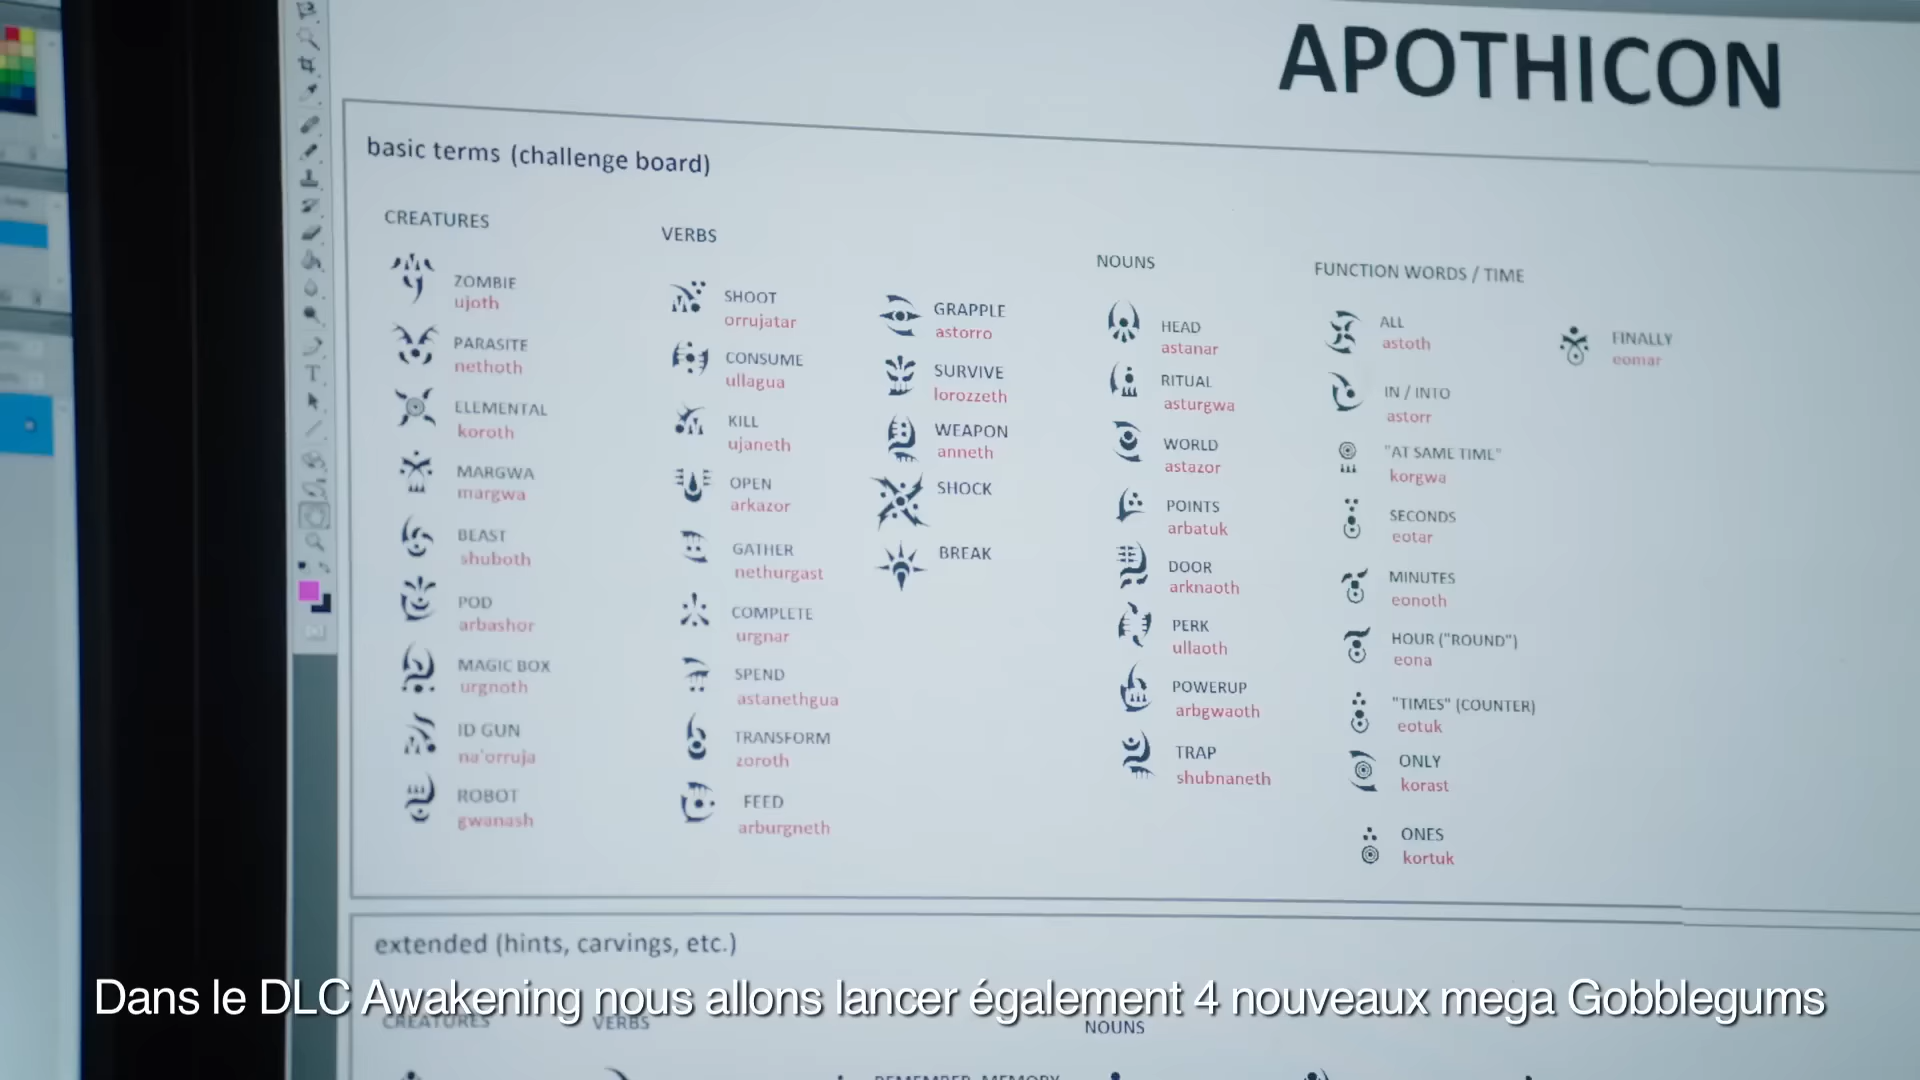 APOTHICON
basic terms (challenge board)
CREATURES
ZOMBIE
ujoth
PARASITE
nethoth
ELEMENTAL
koroth
MARGWA
margwa
BEAST
shuboth
POD
arbashor
MAGIC BOX
urgnoth
ID GUN
na'orruja
ROBOT
gwanash
VERBS
SHOOT
orrujatar
CONSUME
ullagua
KILL
ujaneth
OPEN
arkazor
GATHER
nethurgast
COMPLETE
urgnar
SPEND
astanethgua
TRANSFORM
zoroth
FEED
arburgneth
GRAPPLE
astorro
SURVIVE
lorozzeth
WEAPON
anneth
SHOCK
BREAK
NOUNS
HEAD
astanar
RITUAL
asturgwa
WORLD
astazor
POINTS
arbatuk
DOOR
arknaoth
PERK
ullaoth
POWERUP
arbgwaoth
TRAP
shubnaneth
FUNCTION WORDS / TIME
ALL
astoth
IN / INTO
astorr
"AT SAME TIME"
korgwa
SECONDS
eotar
MINUTES
eonoth
HOUR ("ROUND")
eona
"TIMES" (COUNTER)
eotuk
ONLY
korast
ONES
kortuk
FINALLY
eomar
extended (hints, carvings, etc.)
Dans le DLC Awakening nous allons lancer également 4 nouveaux mega Gobblegums
CREATURES
VERBS
NOUNS